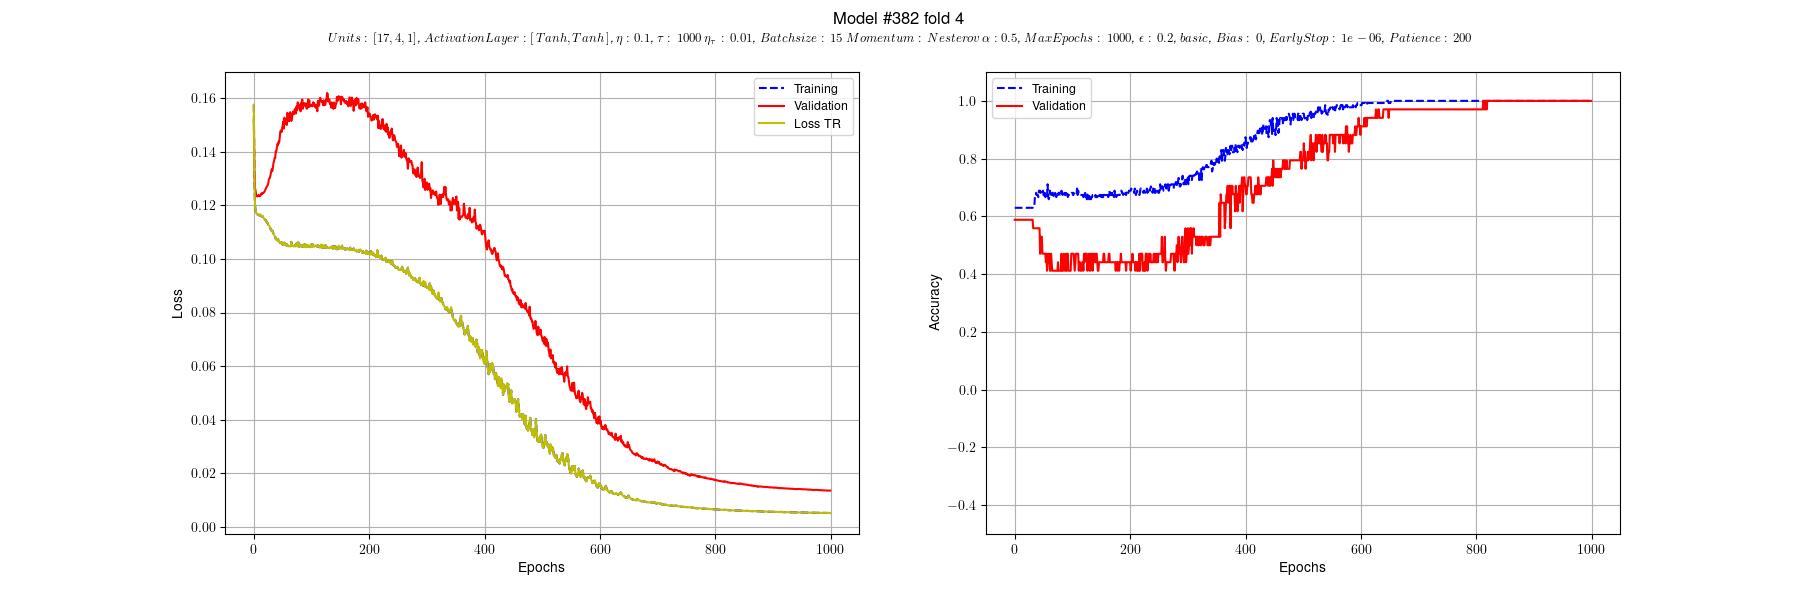 Model #382 fold 4
Units : [17, 4, 1], ActivationLayer : [Tanh, Tanh], η : 0.1, τ : 1000 ητ : 0.01, Batchsize : 15 Momentum : Nesterov α : 0.5, MaxEpochs : 1000, ϵ : 0.2, basic, Bias : 0, EarlyStop : 1e − 06, Patience : 200
Training
Validation
Loss TR
0.16
0.14
0.12
0.10
0.08
0.06
0.04
0.02
0.00
Loss
0 200 400 600 800 1000
Epochs
Training
Validation
1.0
0.8
0.6
0.4
0.2
0.0
−0.2
−0.4
Accuracy
0 200 400 600 800 1000
Epochs